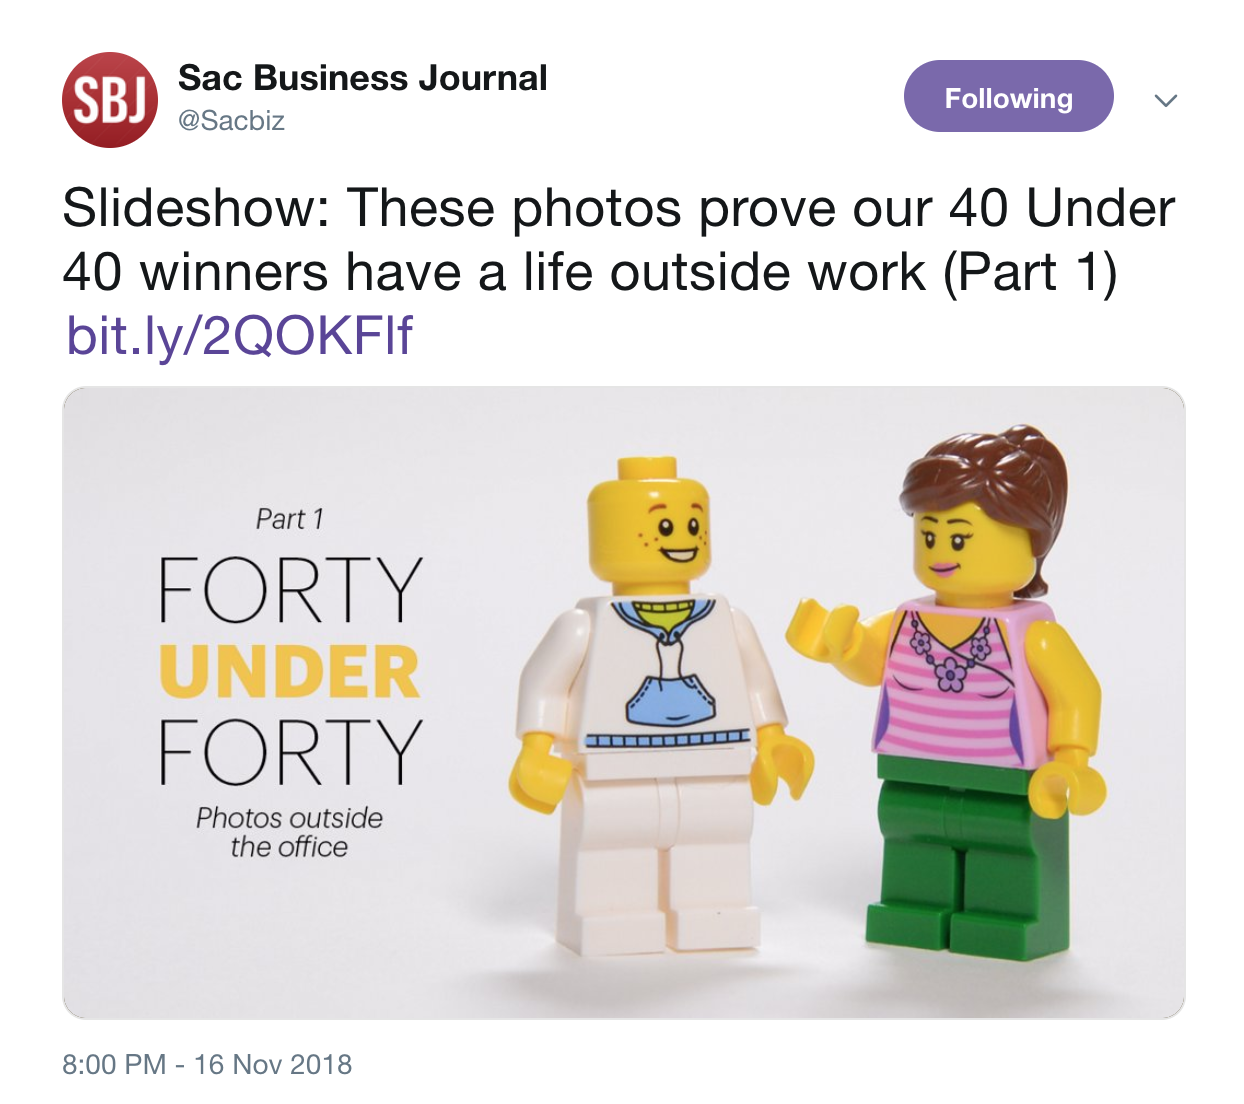 SBJ
Sac Business Journal
@Sacbiz
Following
Slideshow: These photos prove our 40 Under
40 winners have a life outside work (Part 1)
bit.ly/2QOKFlf
Part 1
FORTY
UNDER
FORTY
Photos outside
the office
8:00 PM - 16 Nov 2018